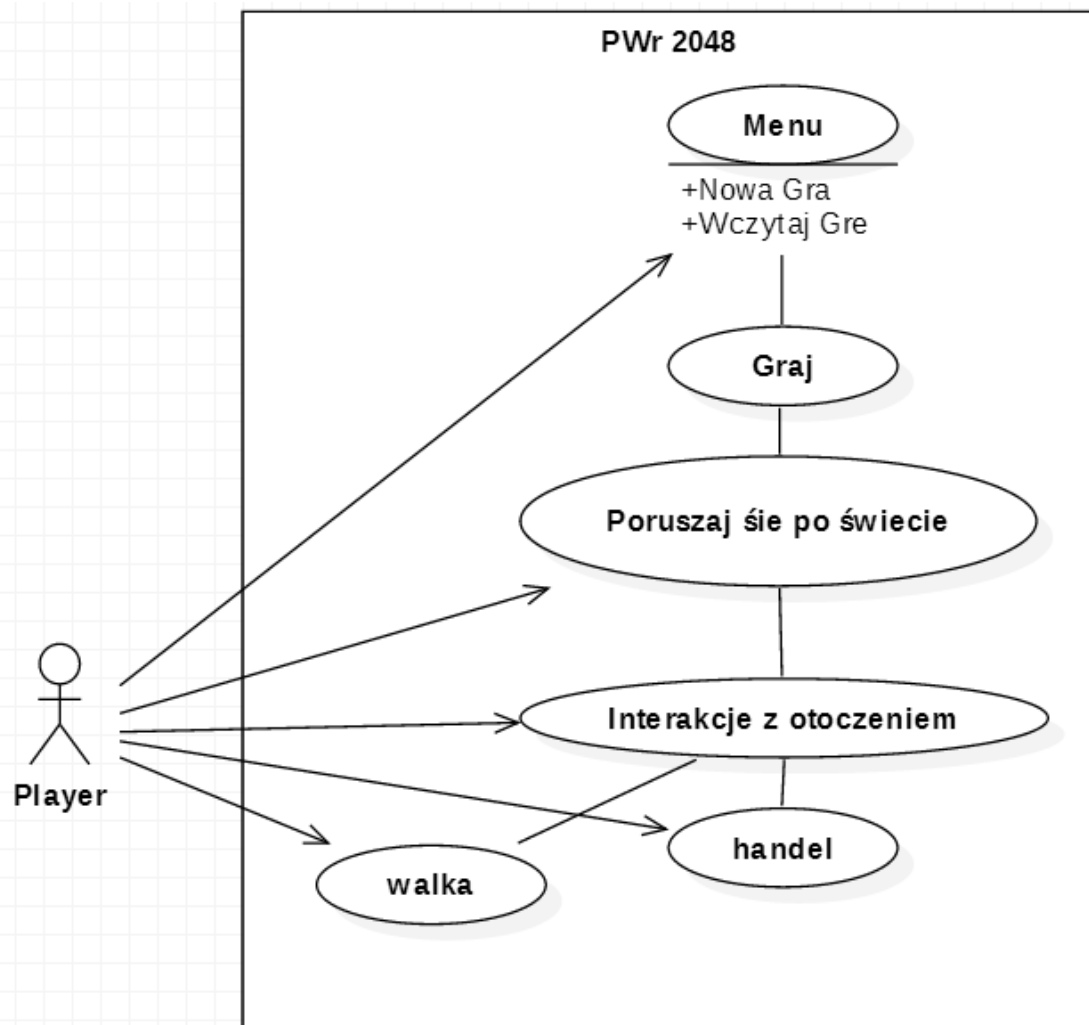 PWr 2048
Menu
+Nowa Gra
+Wczytaj Gre
Graj
Poruszaj śie po świecie
Interakcje z otoczeniem
Player
handel
walka